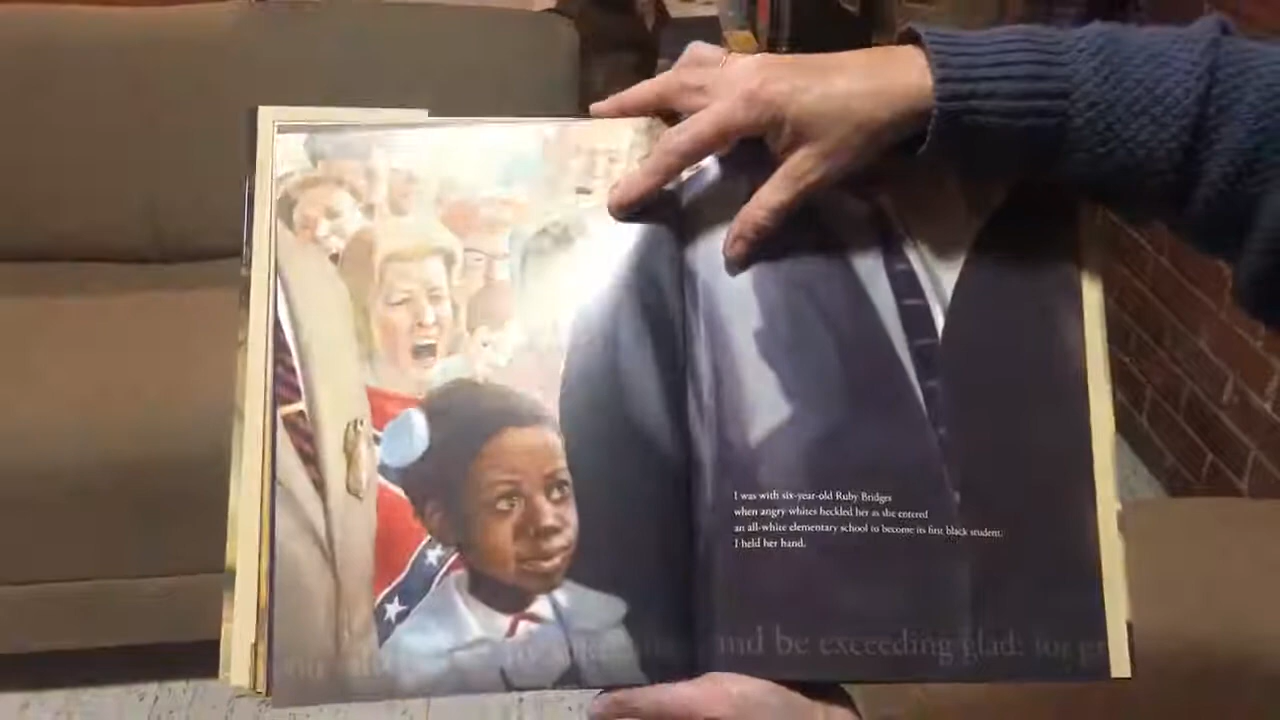 I was with six-year-old Ruby Bridges
when angry whites heckled her as she entered
an all-white elementary school to become its first black student.
I held her hand.
and be exceeding glad: for